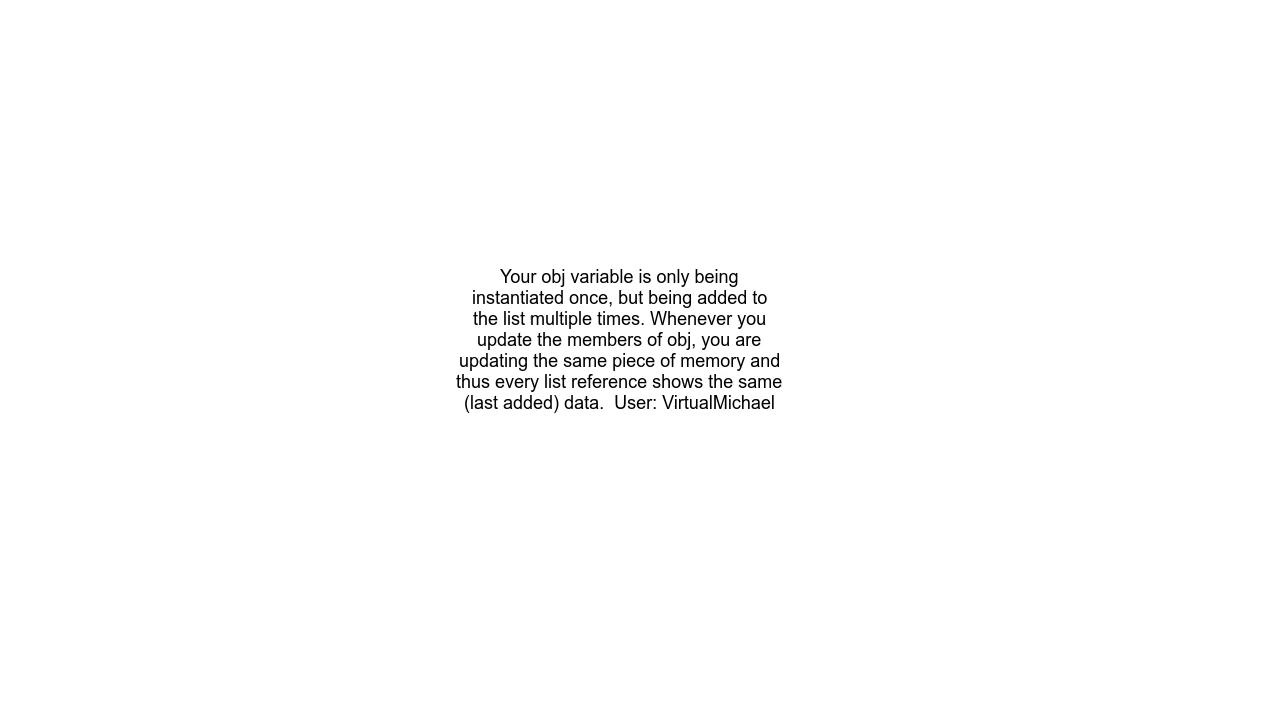 Your obj variable is only being
instantiated once, but being added to
the list multiple times. Whenever you
update the members of obj, you are
updating the same piece of memory and
thus every list reference shows the same
(last added) data.  User: VirtualMichael